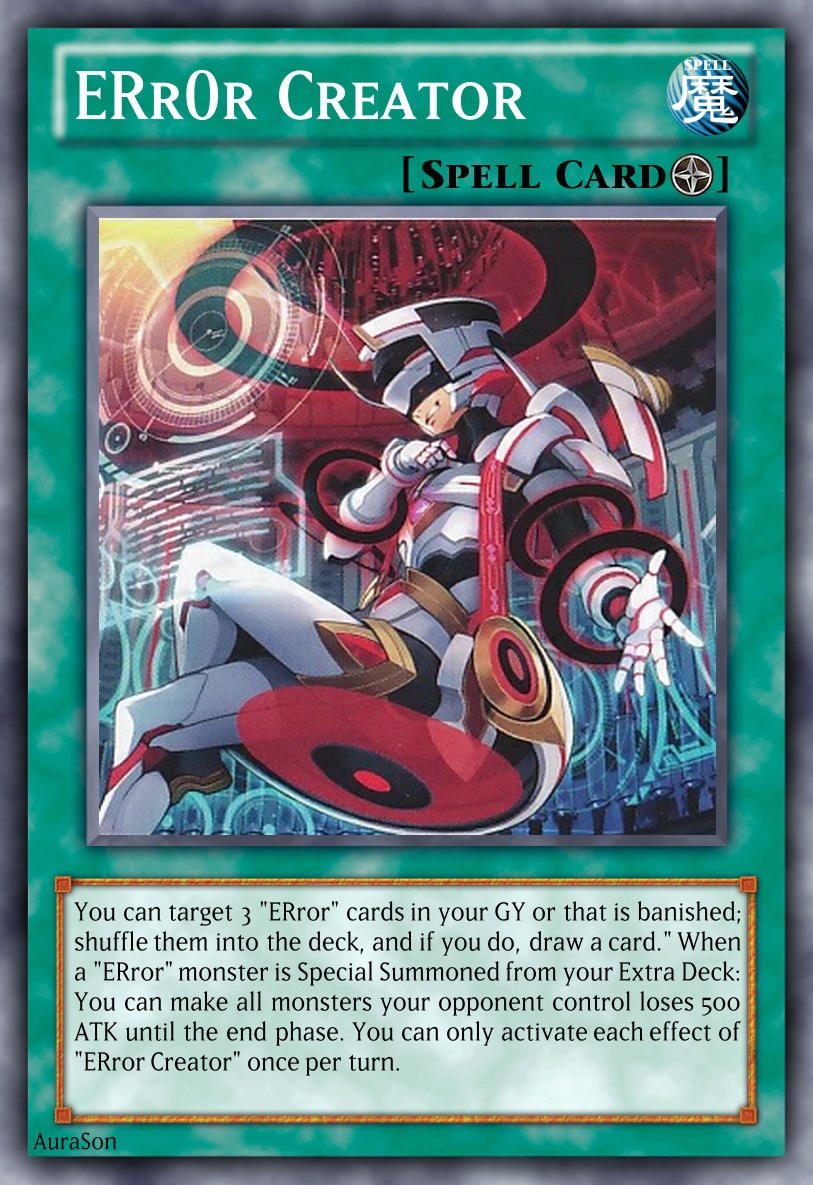 ERr0r Creator
SPELL
魔
[Spell Card]
You can target 3 "ERror" cards in your GY or that is banished;
shuffle them into the deck, and if you do, draw a card." When
a "ERror" monster is Special Summoned from your Extra Deck:
You can make all monsters your opponent control loses 500
ATK until the end phase. You can only activate each effect of
"ERror Creator" once per turn.
AuraSon